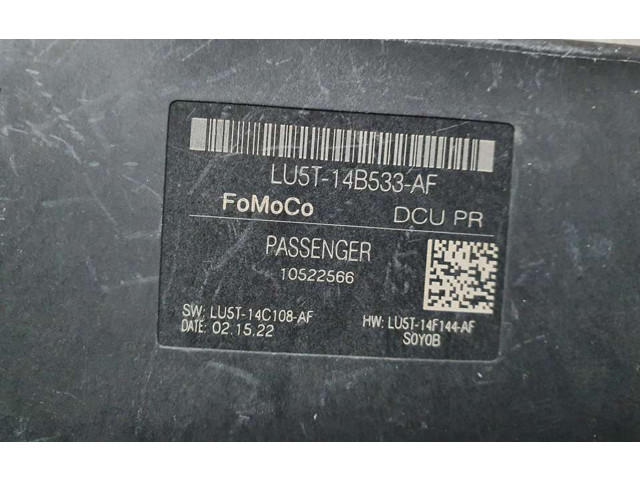 LU5T-14B533-AF
FoMoCo DCU PR
PASSENGER
10522566
SW: LU5T-14C108-AF HW: LU5T-14F144-AF
DATE: 02.15.22 S0Y0B